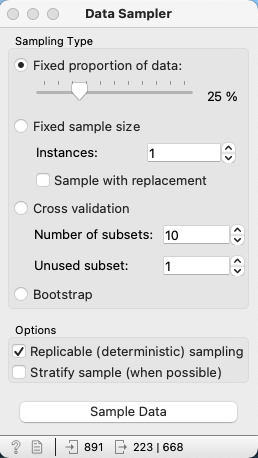 Data Sampler
Sampling Type
Fixed proportion of data:
25 %
Fixed sample size
Instances: 1
Sample with replacement
Cross validation
Number of subsets: 10
Unused subset: 1
Bootstrap
Options
Replicable (deterministic) sampling
Stratify sample (when possible)
Sample Data
? 891 223 | 668